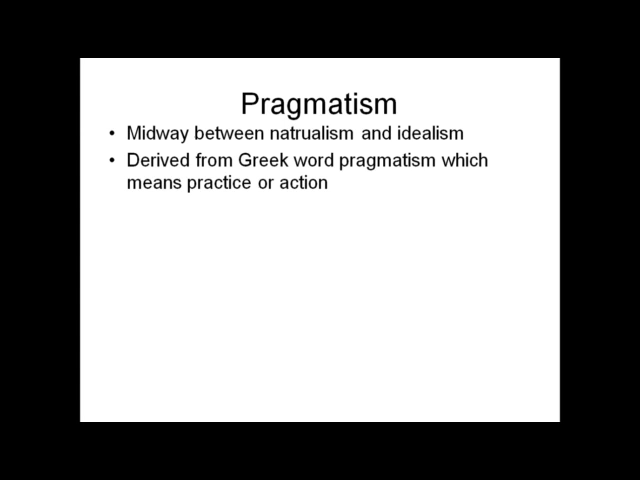 Pragmatism
• Midway between natrualism and idealism
• Derived from Greek word pragmatism which
means practice or action